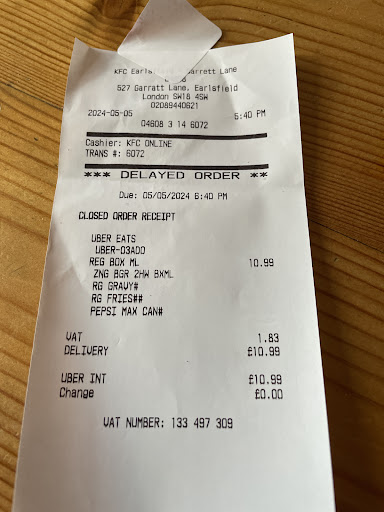 KFC Earlsfield Garrett Lane
527 Garratt Lane, Earlsfield
London SW18 4SW
02089440621
2024-05-05 5:40 PM
04608 3 14 6072
Cashier: KFC ONLINE
TRANS #: 6072
*** DELAYED ORDER **
Due: 05/05/2024 6:40 PM
CLOSED ORDER RECEIPT
UBER EATS
UBER-03AD0
REG BOX ML 10.99
ZNG BGR 2HW BXML
RG GRAVY#
RG FRIES##
PEPSI MAX CAN#
VAT 1.83
DELIVERY £10.99
UBER INT £10.99
Change £0.00
VAT NUMBER: 133 497 309